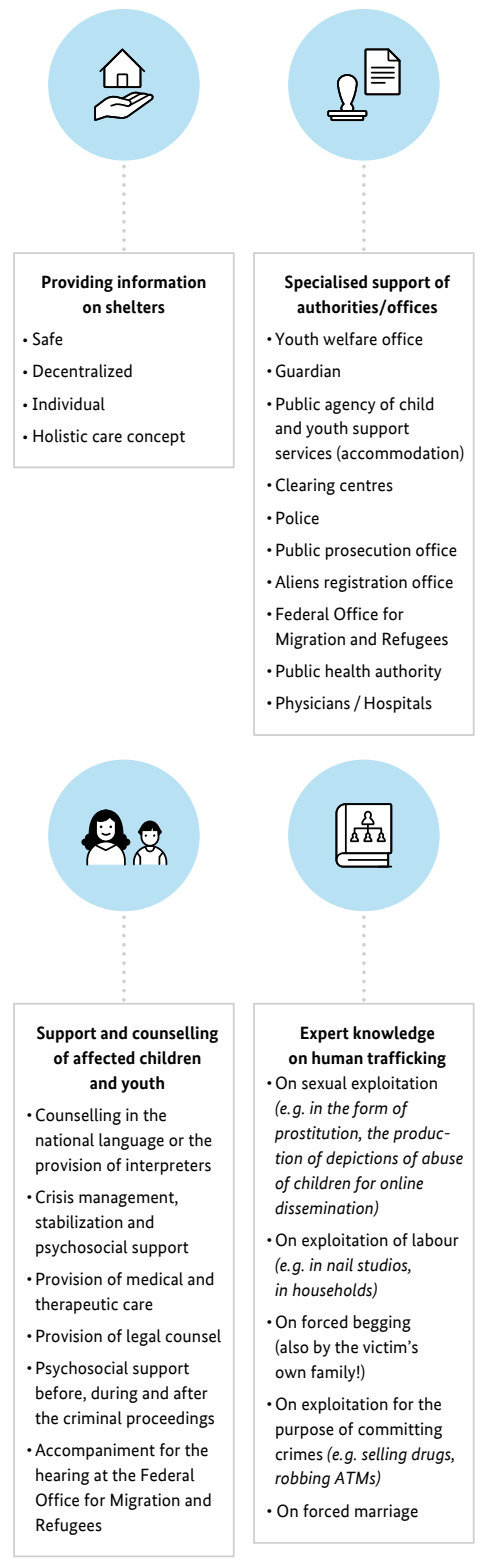 Providing information
on shelters
• Safe
• Decentralized
• Individual
• Holistic care concept
Specialised support of
authorities/offices
• Youth welfare office
• Guardian
• Public agency of child
and youth support
services (accommodation)
• Clearing centres
• Police
• Public prosecution office
• Aliens registration office
• Federal Office for
Migration and Refugees
• Public health authority
• Physicians / Hospitals
Support and counselling
of affected children
and youth
• Counselling in the
national language or the
provision of interpreters
• Crisis management,
stabilization and
psychosocial support
• Provision of medical and
therapeutic care
• Provision of legal counsel
• Psychosocial support
before, during and after
the criminal proceedings
• Accompaniment for the
hearing at the Federal
Office for Migration and
Refugees
Expert knowledge
on human trafficking
• On sexual exploitation
(e.g. in the form of
prostitution, the produc-
tion of depictions of abuse
of children for online
dissemination)
• On exploitation of labour
(e.g. in nail studios,
in households)
• On forced begging
(also by the victim's
own family!)
• On exploitation for the
purpose of committing
crimes (e.g. selling drugs,
robbing ATMs)
• On forced marriage